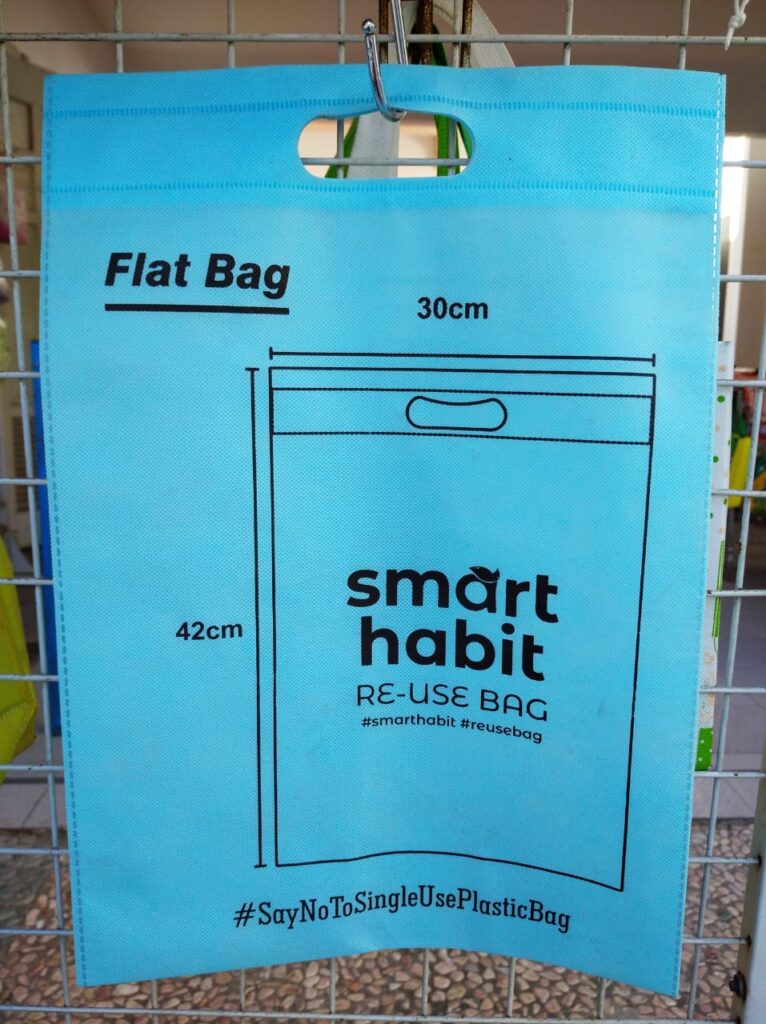 Flat Bag
30cm
42cm
smart
habit
RE-USE BAG
#smarthabit #reusebag
#SayNoToSingleUsePlasticBag